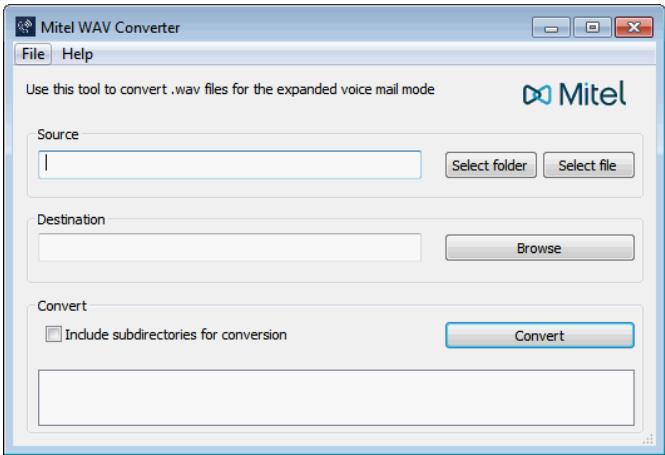 Mitel WAV Converter
File Help
Use this tool to convert .wav files for the expanded voice mail mode
Mitel
Source
Select folder Select file
Destination
Browse
Convert
Include subdirectories for conversion Convert